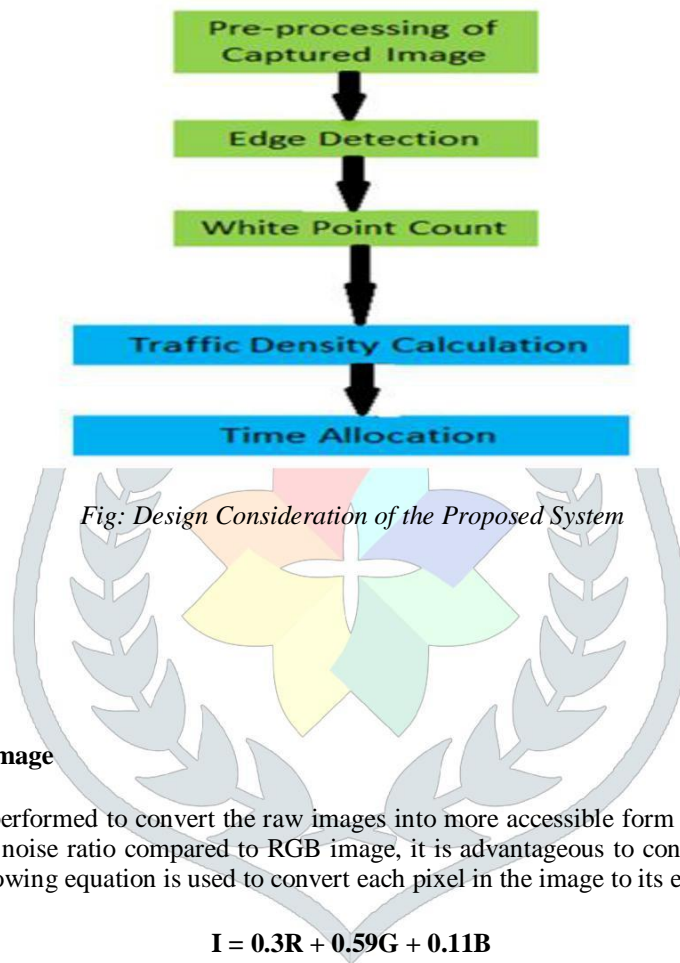 Pre-processing of
Captured Image
Edge Detection
White Point Count
Traffic Density Calculation
Time Allocation
Fig: Design Consideration of the Proposed System
mage
performed to convert the raw images into more accessible form
noise ratio compared to RGB image, it is advantageous to con
owing equation is used to convert each pixel in the image to its e
I = 0.3R + 0.59G + 0.11B